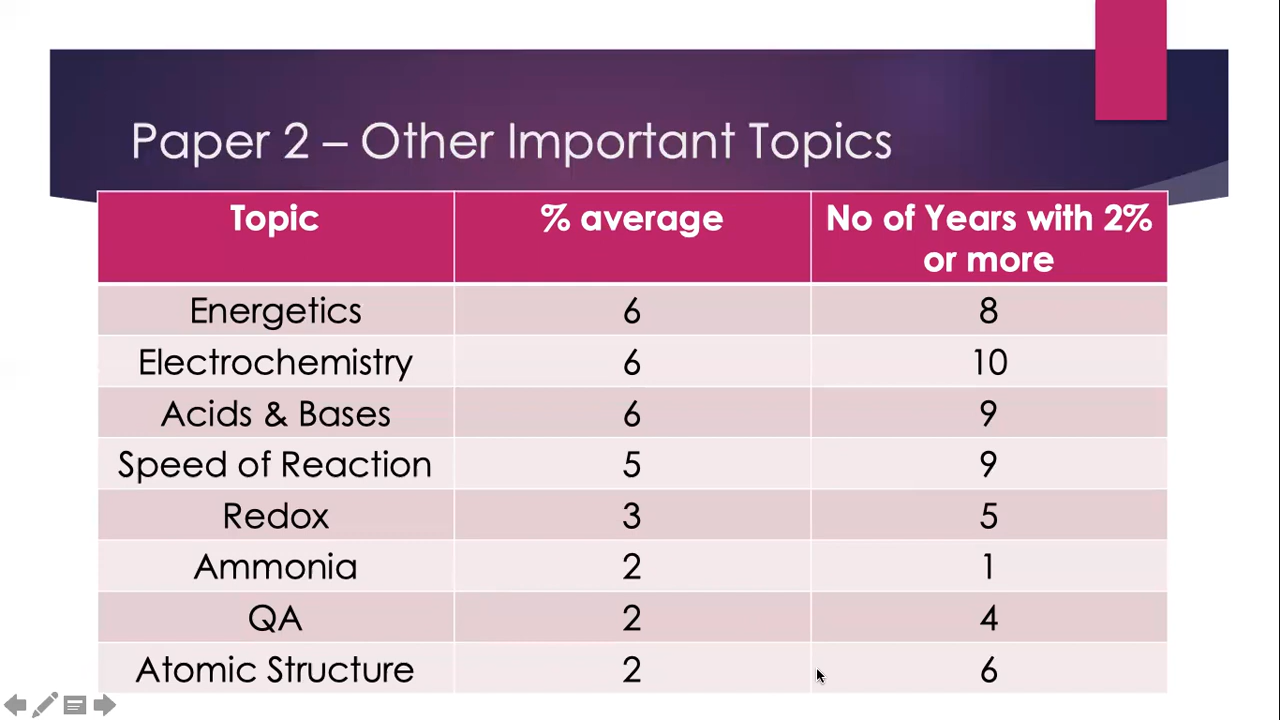 Paper 2 – Other Important Topics
Topic % average No of Years with 2%
or more
Energetics 6 8
Electrochemistry 6 10
Acids & Bases 6 9
Speed of Reaction 5 9
Redox 3 5
Ammonia 2 1
QA 2 4
Atomic Structure 2 6